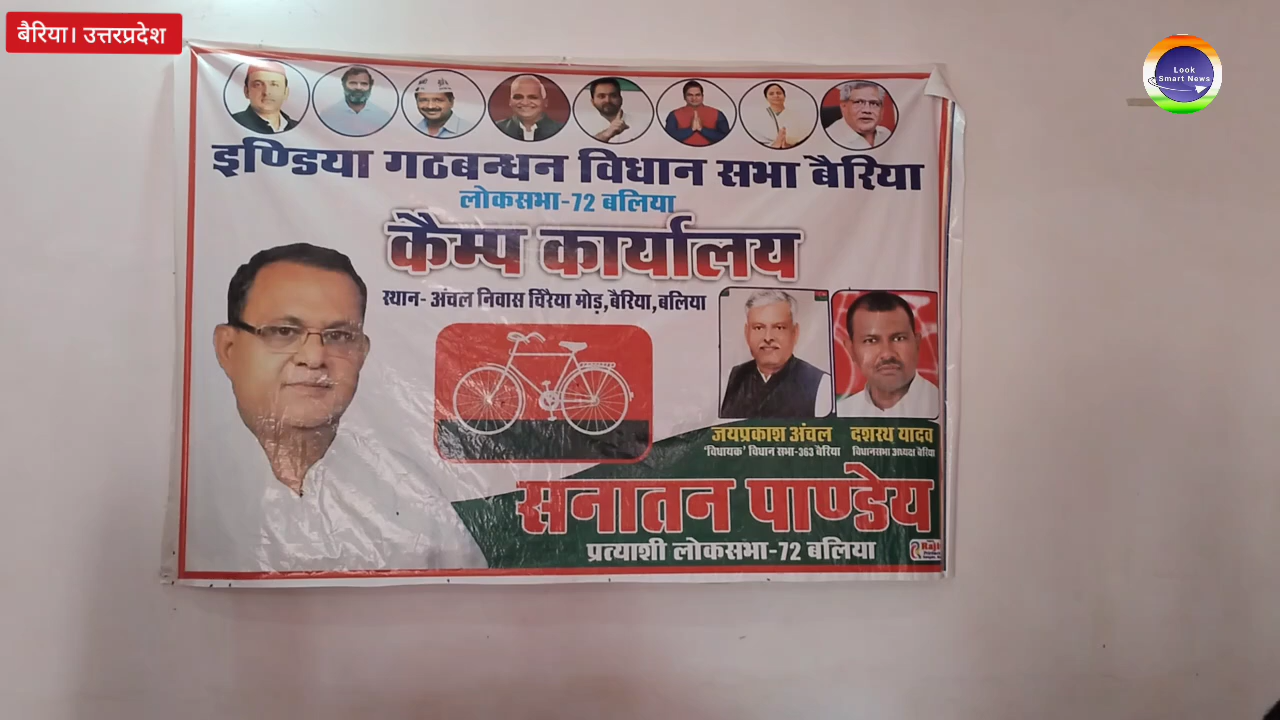 बैरिया। उत्तरप्रदेश
Look
Smart News
इण्डिया गठबन्धन विधान सभा बैरिया
लोकसभा-72 बलिया
कैम्प कार्यालय
स्थान- अंचल निवास चिरैया मोड़,बैरिया,बलिया
जयप्रकाश अंचल
'विधायक' विधान सभा-363 बैरिया
दशरथ यादव
विधानसभा अध्यक्ष बैरिया
सनातन पाण्डेय
प्रत्याशी लोकसभा-72 बलिया